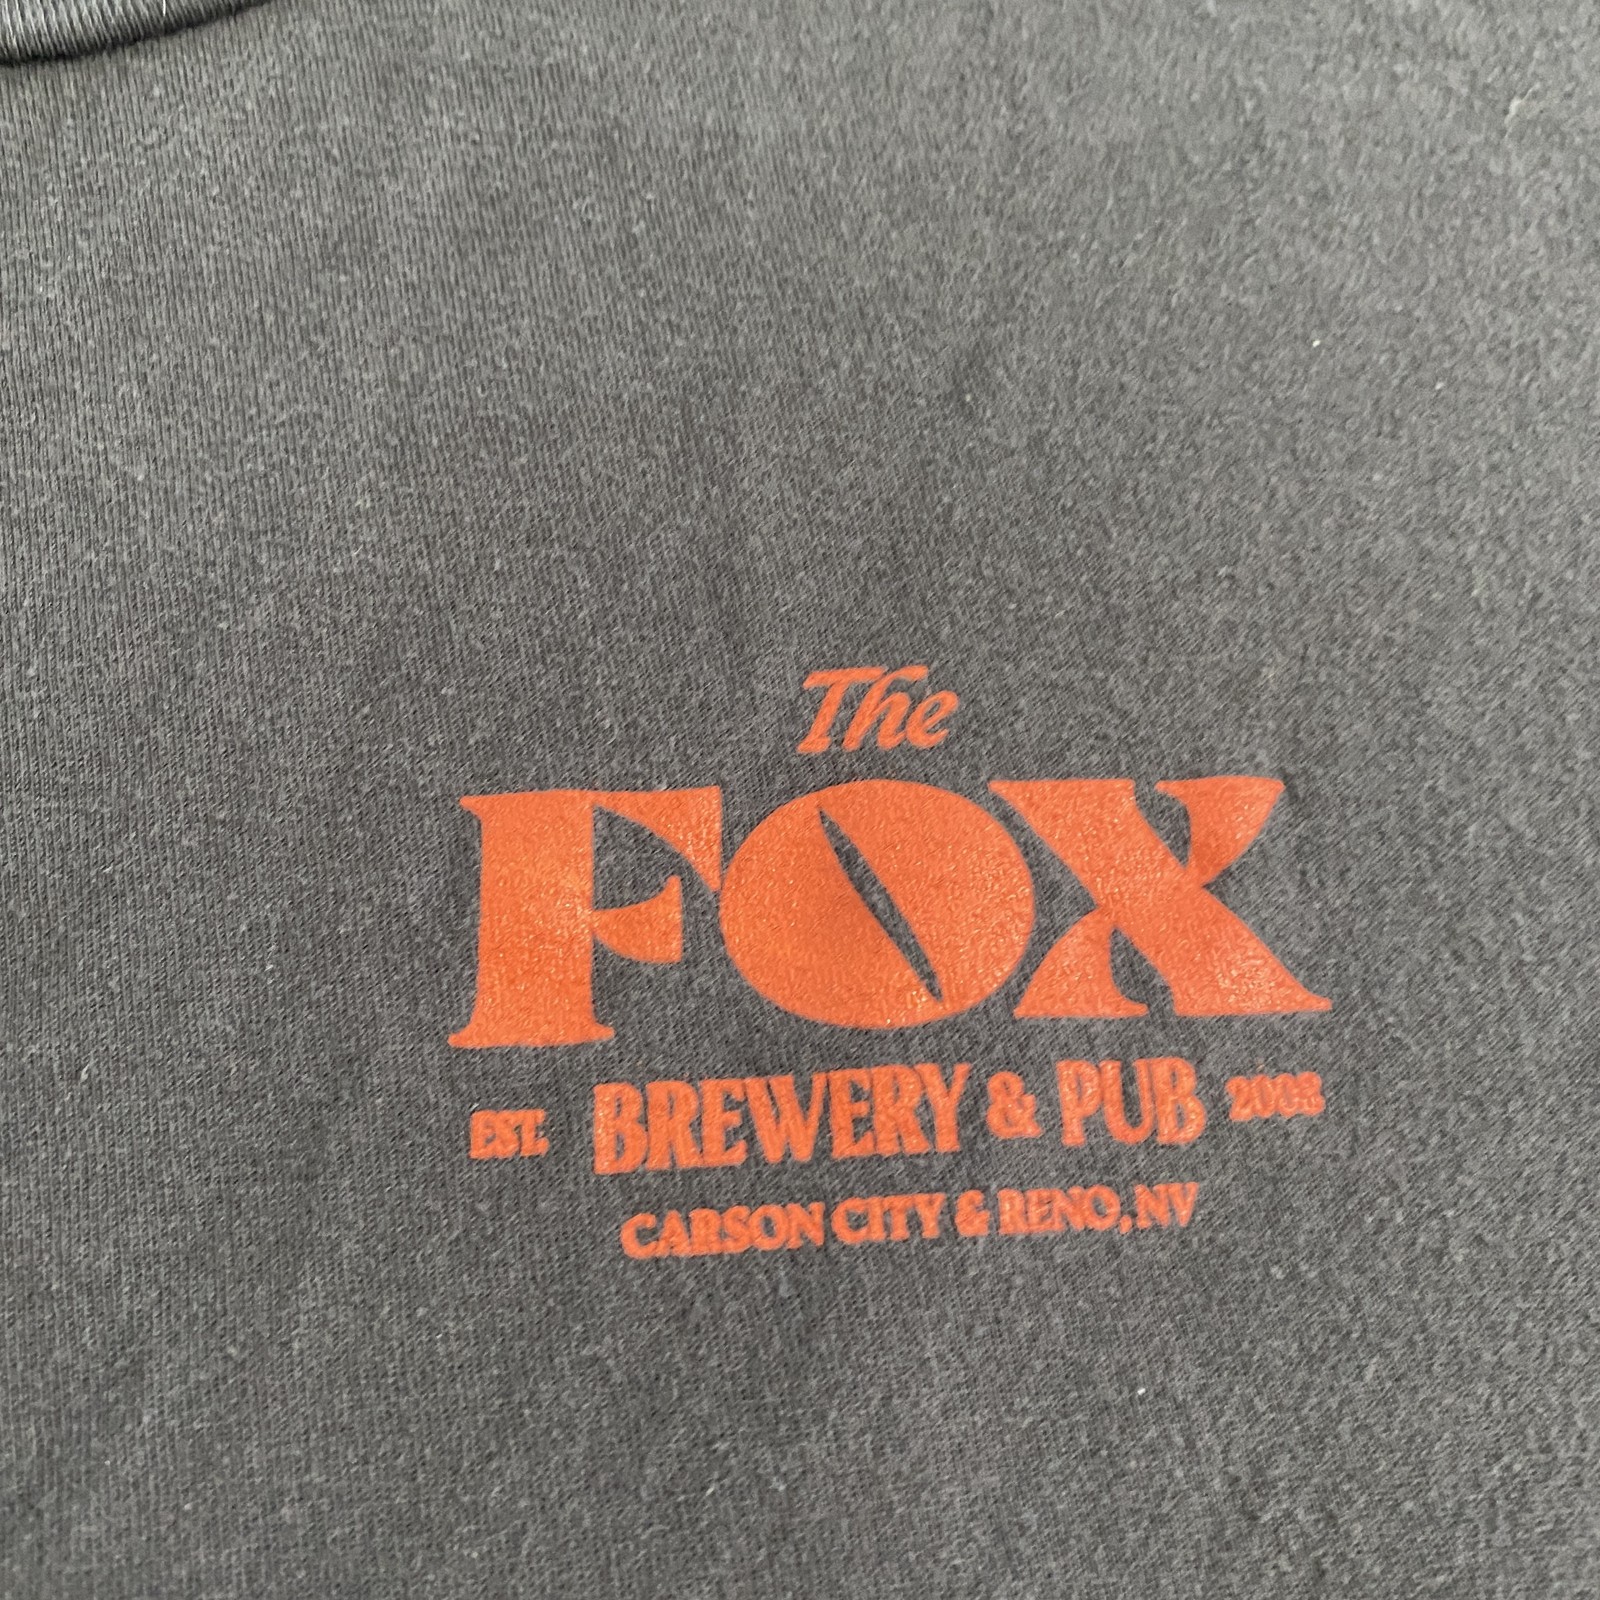 The
FOX
EST. BREWERY & PUB 2008
CARSON CITY & RENO, NV